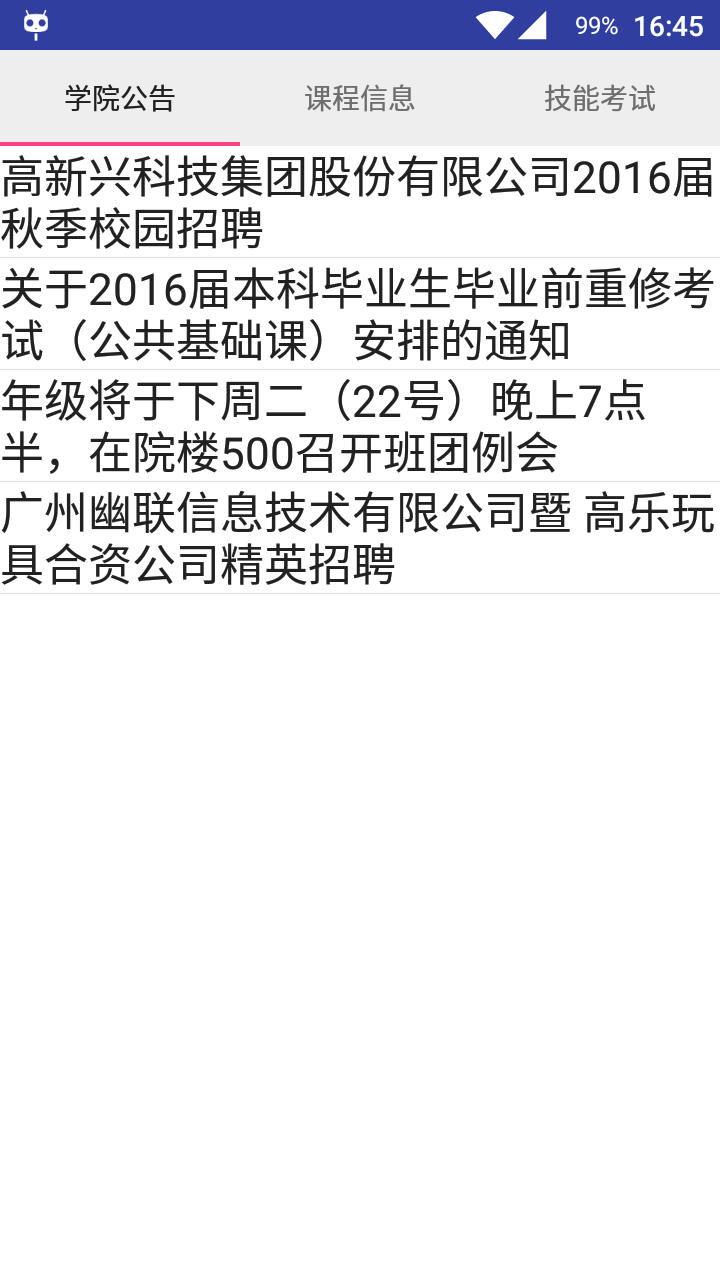 99% 16:45
学院公告 课程信息 技能考试
高新兴科技集团股份有限公司2016届
秋季校园招聘
关于2016届本科毕业生毕业前重修考
试（公共基础课）安排的通知
年级将于下周二（22号）晚上7点
半，在院楼500召开班团例会
广州幽联信息技术有限公司暨 高乐玩
具合资公司精英招聘